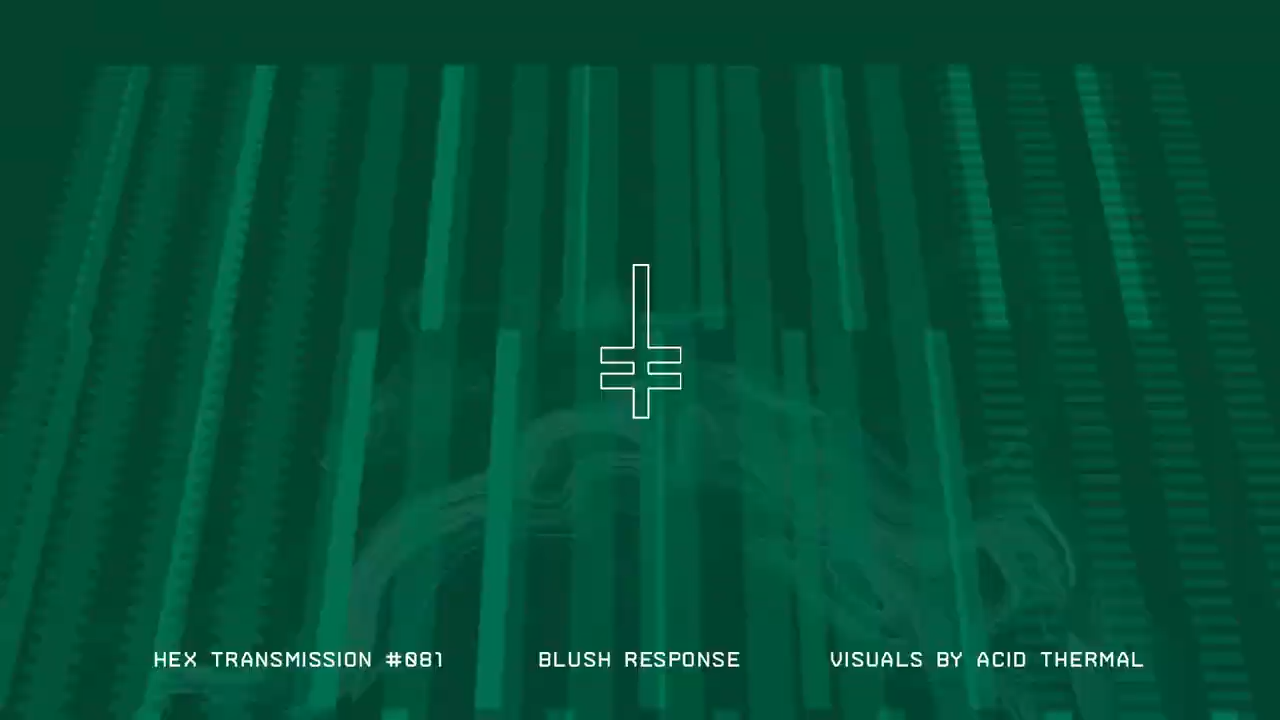 HEX TRANSMISSION #081 BLUSH RESPONSE VISUALS BY ACID THERMAL